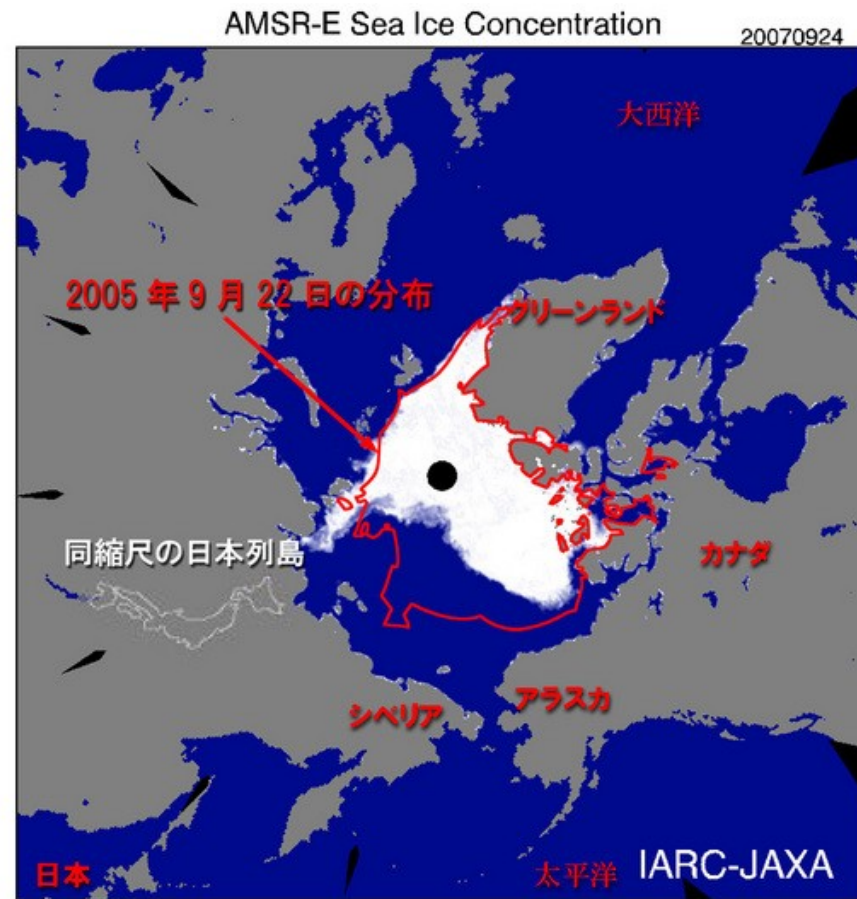 AMSR-E Sea Ice Concentration
20070924
大西洋
2005 年 9 月 22 日の分布
グリーンランド
同縮尺の日本列島
カナダ
シベリア
アラスカ
日本
太平洋
IARC-JAXA